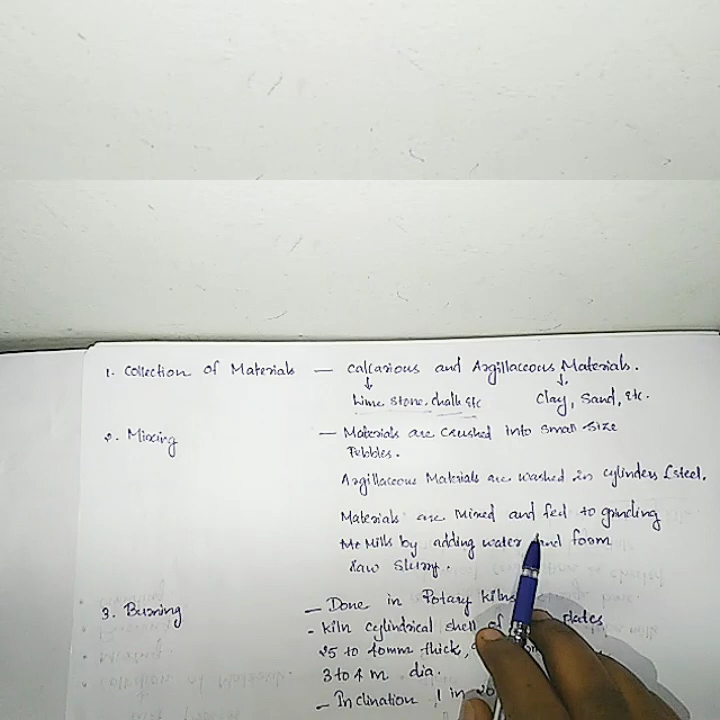 1. Collection of Materials — calcarious and Argillaceous Materials.
↓ ↓
Lime stone, chalk etc Clay, Sand, etc.
2. Mixing — Materials are crushed into small size
Pebbles.
Argillaceous Materials are washed in cylinders (steel.
Materials are Mixed and fed to grinding
Mills by adding water and form
raw slurry.
3. Burning — Done in Rotary kilns
- Kiln cylindrical shell of plates
25 to 40mm thick,
3 to 4 m dia.
— Inclination 1 in 20